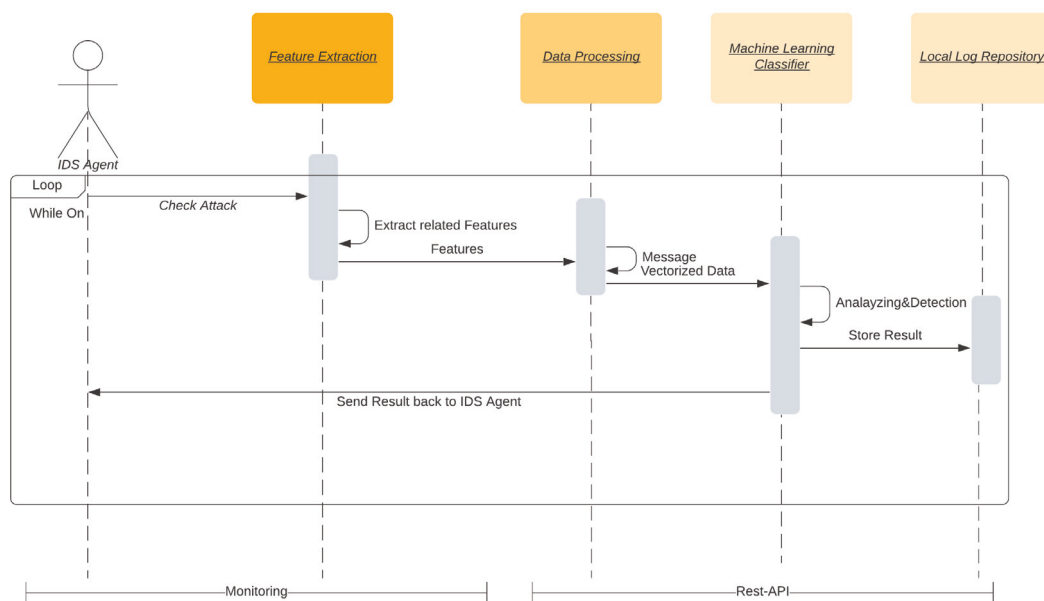 Feature Extraction
Data Processing
Machine Learning
Classifier
Local Log Repository
IDS Agent
Loop
While On
Check Attack
Extract related Features
Features
Message
Vectorized Data
Analayzing&Detection
Store Result
Send Result back to IDS Agent
Monitoring
Rest-API